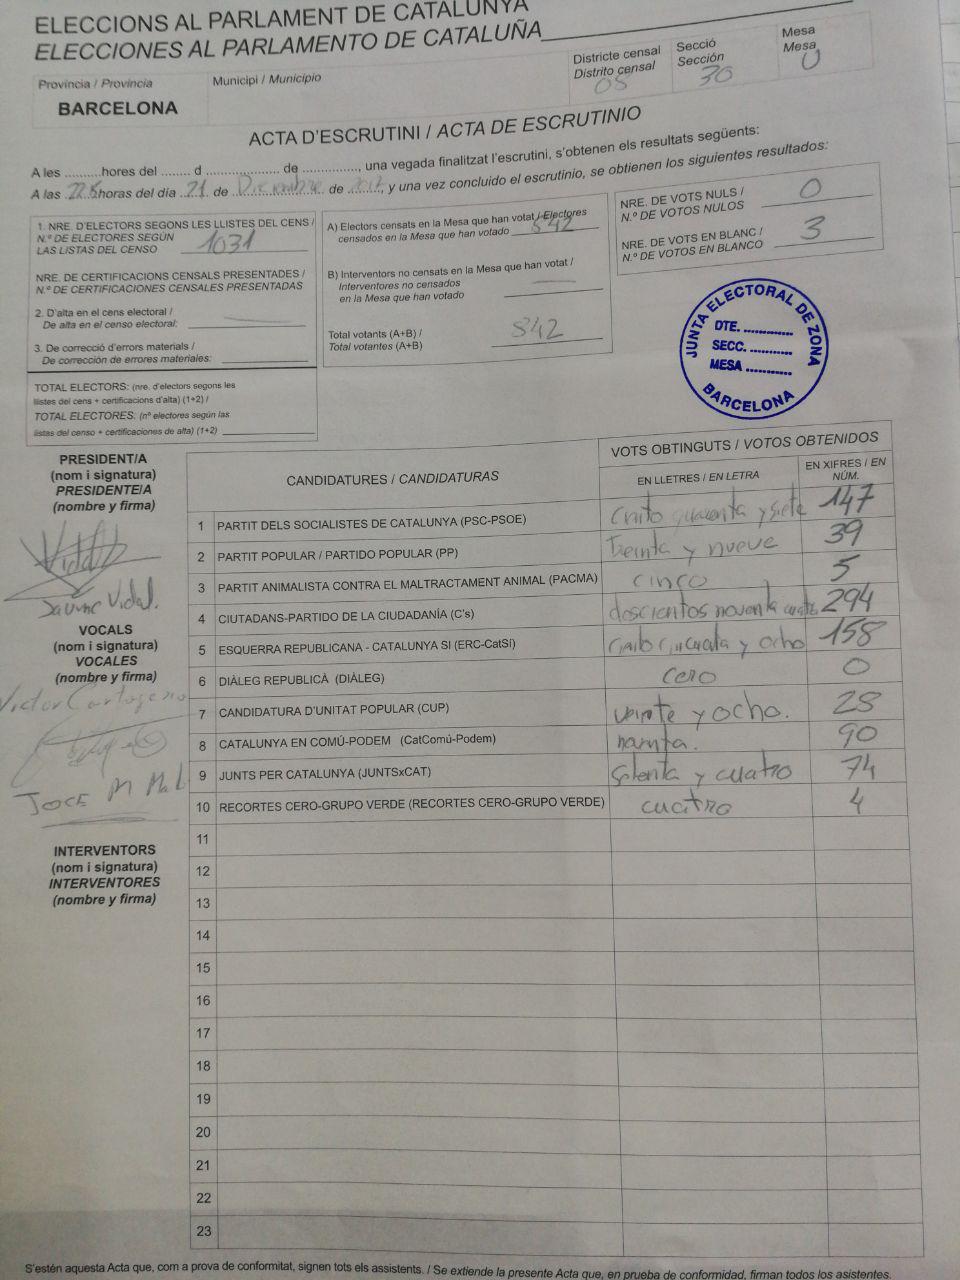 ELECCIONS AL PARLAMENT DE CATALUNYA
ELECCIONES AL PARLAMENTO DE CATALUÑA
Província / Provincia
BARCELONA
Municipi / Municipio
Districte censal
Distrito censal
08
Secció
Sección
30
Mesa
Mesa
U
ACTA D'ESCRUTINI / ACTA DE ESCRUTINIO
A les ..........hores del ........ d .................... de ..............., una vegada finalitzat l'escrutini, s'obtenen els resultats següents:
A las horas del día 21 de Diciembre de 2017, y una vez concluido el escrutinio, se obtienen los siguientes resultados:
1. NRE. D'ELECTORS SEGONS LES LLISTES DEL CENS /
N.º DE ELECTORES SEGÚN
LAS LISTAS DEL CENSO 1031
NRE. DE CERTIFICACIONS CENSALS PRESENTADES /
N.º DE CERTIFICACIONES CENSALES PRESENTADAS
2. D'alta en el cens electoral /
De alta en el censo electoral:
3. De correcció d'errors materials /
De corrección de errores materiales:
TOTAL ELECTORS: (nre. d'electors segons les
llistes del cens + certificacions d'alta) (1+2) /
TOTAL ELECTORES: (nº electores según las
listas del censo + certificaciones de alta) (1+2)
A) Electors censats en la Mesa que han votat / Electores
censados en la Mesa que han votado 842
B) Interventors no censats en la Mesa que han votat /
Interventores no censados
en la Mesa que han votado
Total votants (A+B) /
Total votantes (A+B) 842
NRE. DE VOTS NULS /
N.º DE VOTOS NULOS 0
NRE. DE VOTS EN BLANC /
N.º DE VOTOS EN BLANCO 3
JUNTA ELECTORAL DE ZONA
DTE. ..............
SECC. ............
MESA ............
BARCELONA
PRESIDENT/A
(nom i signatura)
PRESIDENTE/A
(nombre y firma)
Jaume Vidal.
VOCALS
(nom i signatura)
VOCALES
(nombre y firma)
Victor Cartagena
JOCE M
INTERVENTORS
(nom i signatura)
INTERVENTORES
(nombre y firma)
CANDIDATURES / CANDIDATURAS
VOTS OBTINGUTS / VOTOS OBTENIDOS
EN LLETRES / EN LETRA
EN XIFRES / EN NÚM.
1 PARTIT DELS SOCIALISTES DE CATALUNYA (PSC-PSOE) Cento quarenta y siete 147
2 PARTIT POPULAR / PARTIDO POPULAR (PP) treinta y nueve 39
3 PARTIT ANIMALISTA CONTRA EL MALTRACTAMENT ANIMAL (PACMA) cinco 5
4 CIUTADANS-PARTIDO DE LA CIUDADANÍA (C's) doscientos noventa cuatro 294
5 ESQUERRA REPUBLICANA - CATALUNYA SI (ERC-CatSí) y ocho 158
6 DIÀLEG REPUBLICÀ (DIÀLEG) cero 0
7 CANDIDATURA D'UNITAT POPULAR (CUP) veinte y ocho. 28
8 CATALUNYA EN COMÚ-PODEM (CatComú-Podem) 90
9 JUNTS PER CATALUNYA (JUNTSxCAT) setenta y cuatro 74
10 RECORTES CERO-GRUPO VERDE (RECORTES CERO-GRUPO VERDE) cuatro 4
11
12
13
14
15
16
17
18
19
20
21
22
23
S'estén aquesta Acta que, com a prova de conformitat, signen tots els assistents. / Se extiende la presente Acta que, en prueba de conformidad, firman todos los asistentes.